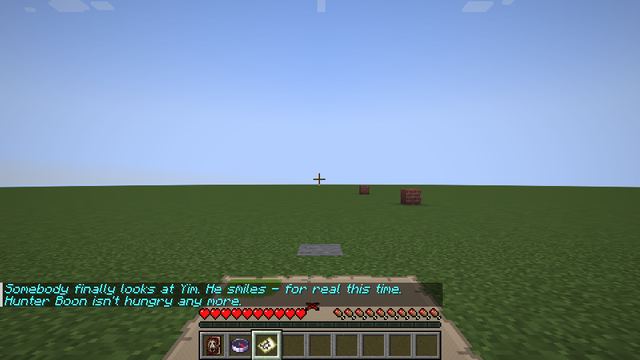 Somebody finally looks at Yim. He smiles - for real this time.
Hunter Boon isn't hungry any more.